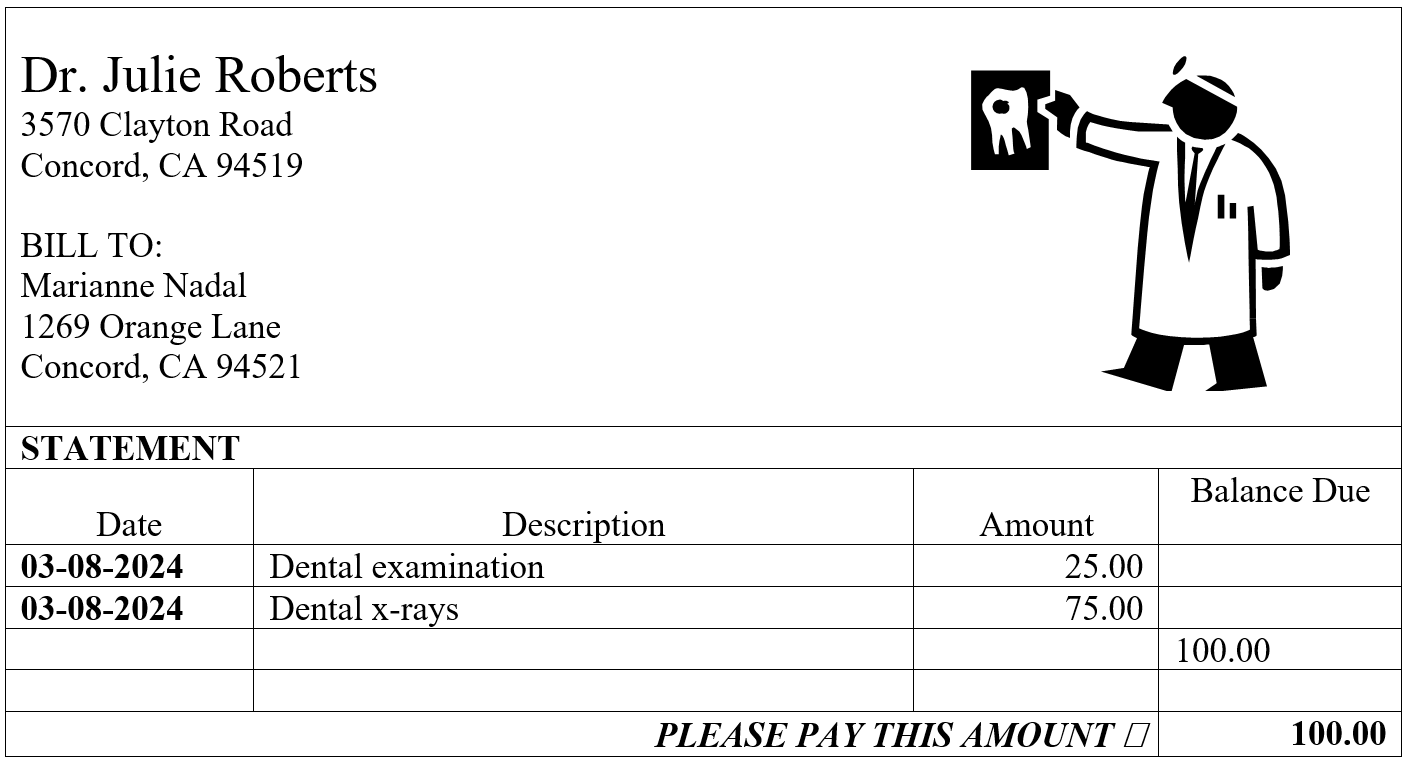 Dr. Julie Roberts
3570 Clayton Road
Concord, CA 94519
BILL TO:
Marianne Nadal
1269 Orange Lane
Concord, CA 94521
STATEMENT
Date Description Amount Balance Due
03-08-2024 Dental examination 25.00
03-08-2024 Dental x-rays 75.00
100.00
PLEASE PAY THIS AMOUNT 100.00